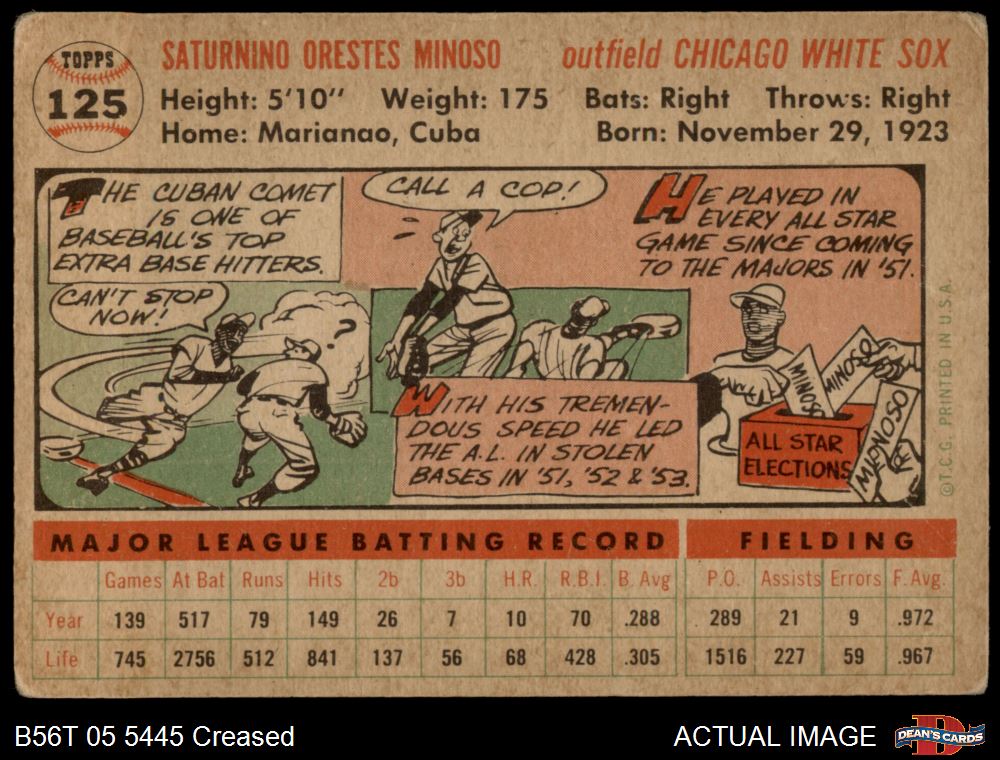 TOPPS
125
SATURNINO ORESTES MINOSO outfield CHICAGO WHITE SOX
Height: 5'10" Weight: 175 Bats: Right Throws: Right
Home: Marianao, Cuba Born: November 29, 1923
THE CUBAN COMET
IS ONE OF
BASEBALL'S TOP
EXTRA BASE HITTERS.
CAN'T STOP
NOW!
?
CALL A COP!
WITH HIS TREMEN-
DOUS SPEED HE LED
THE A.L. IN STOLEN
BASES IN '51, '52 & '53.
HE PLAYED IN
EVERY ALL STAR
GAME SINCE COMING
TO THE MAJORS IN '51.
MINOSO
MINOSO
MINOSO
ALL STAR
ELECTIONS
©T.C.G. PRINTED IN U.S.A.
MAJOR LEAGUE BATTING RECORD FIELDING
Games At Bat Runs Hits 2b 3b H.R. R.B.I. B. Avg P.O. Assists Errors F. Avg.
Year 139 517 79 149 26 7 10 70 .288 289 21 9 .972
Life 745 2756 512 841 137 56 68 428 .305 1516 227 59 .967
B56T 05 5445 Creased ACTUAL IMAGE
D
DEAN'S CARDS